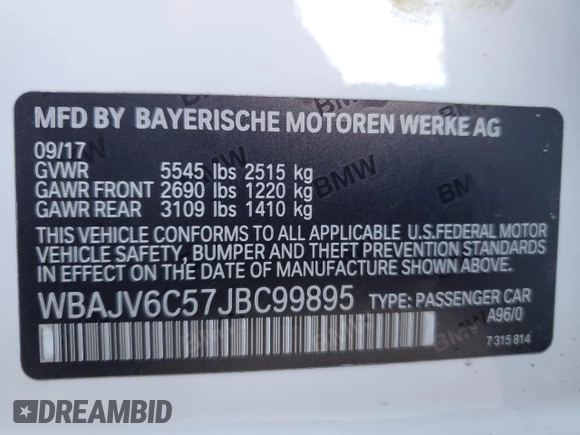 MFD BY BAYERISCHE MOTOREN WERKE AG
09/17
GVWR 5545 lbs 2515 kg
GAWR FRONT 2690 lbs 1220 kg
GAWR REAR 3109 lbs 1410 kg
THIS VEHICLE CONFORMS TO ALL APPLICABLE U.S.FEDERAL MOTOR
VEHICLE SAFETY, BUMPER AND THEFT PREVENTION STANDARDS
IN EFFECT ON THE DATE OF MANUFACTURE SHOWN ABOVE.
WBAJV6C57JBC99895 TYPE: PASSENGER CAR
A96/0
7 315 814
BMW
BMW
BMW
DREAMBID